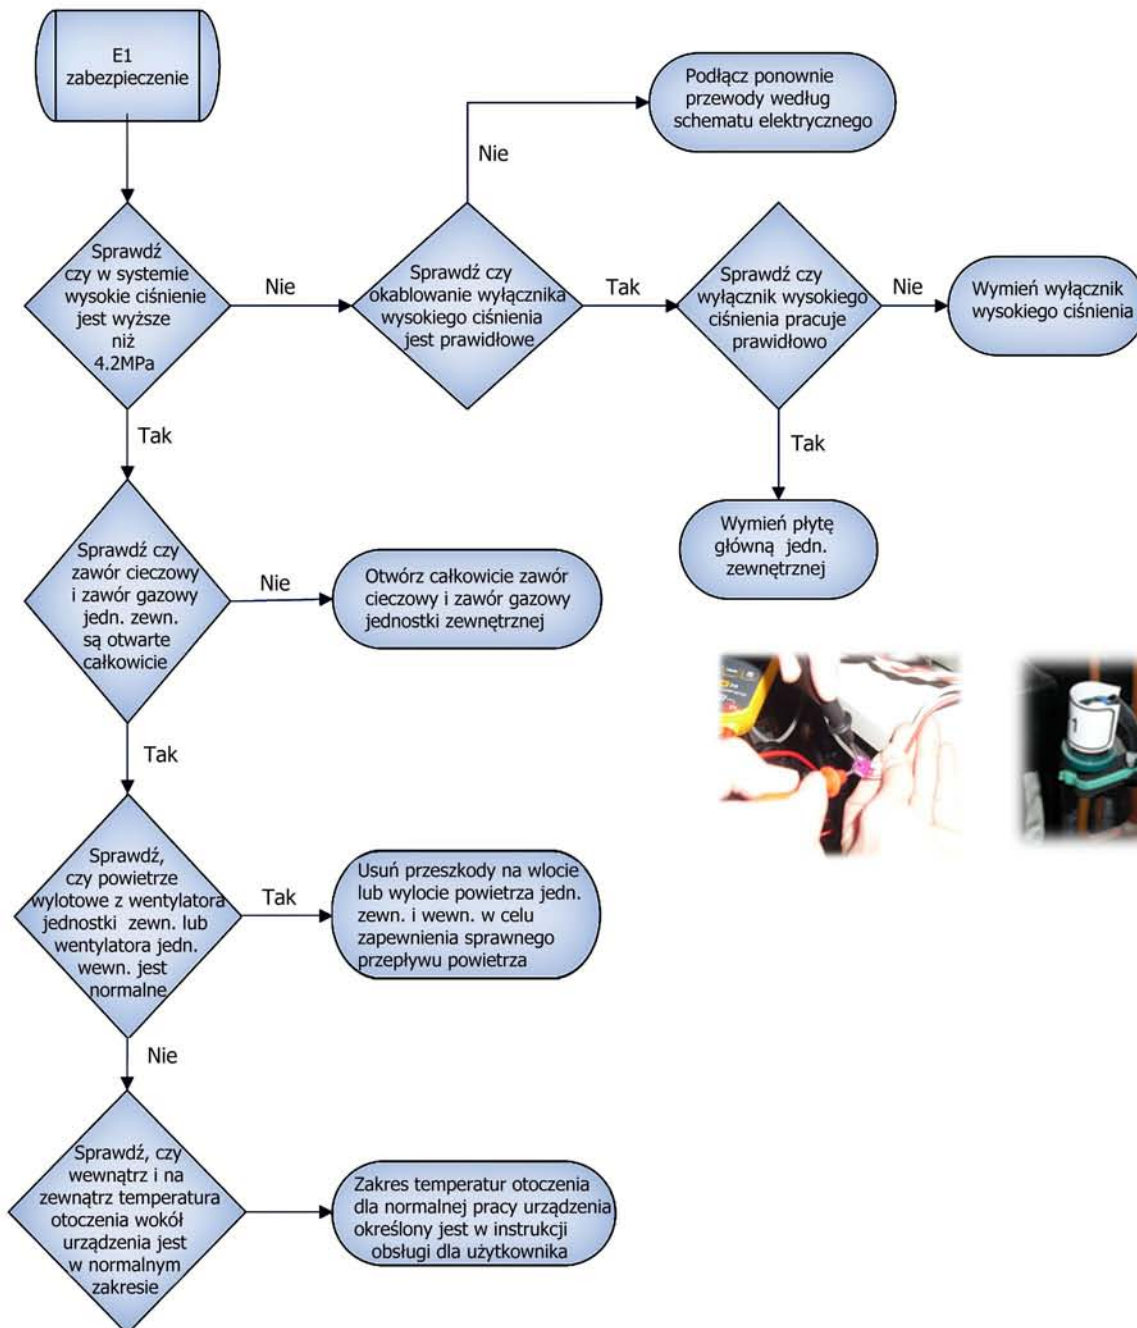 E1
zabezpieczenie
Podłącz ponownie
przewody według
schematu elektrycznego
Nie
Sprawdź
czy w systemie
wysokie ciśnienie
jest wyższe
niż
4.2MPa
Nie
Sprawdź czy
okablowanie wyłącznika
wysokiego ciśnienia
jest prawidłowe
Tak
Sprawdź czy
wyłącznik wysokiego
ciśnienia pracuje
prawidłowo
Nie
Wymień wyłącznik
wysokiego ciśnienia
Tak
Tak
Wymień płytę
główną jedn.
zewnętrznej
Sprawdź czy
zawór cieczowy
i zawór gazowy
jedn. zewn.
są otwarte
całkowicie
Nie
Otwórz całkowicie zawór
cieczowy i zawór gazowy
jednostki zewnętrznej
Tak
1
Sprawdź,
czy powietrze
wylotowe z wentylatora
jednostki zewn. lub
wentylatora jedn.
wewn. jest
normalne
Tak
Usuń przeszkody na wlocie
lub wylocie powietrza jedn.
zewn. i wewn. w celu
zapewnienia sprawnego
przepływu powietrza
Nie
Sprawdź, czy
wewnątrz i na
zewnątrz temperatura
otoczenia wokół
urządzenia jest
w normalnym
zakresie
Zakres temperatur otoczenia
dla normalnej pracy urządzenia
określony jest w instrukcji
obsługi dla użytkownika